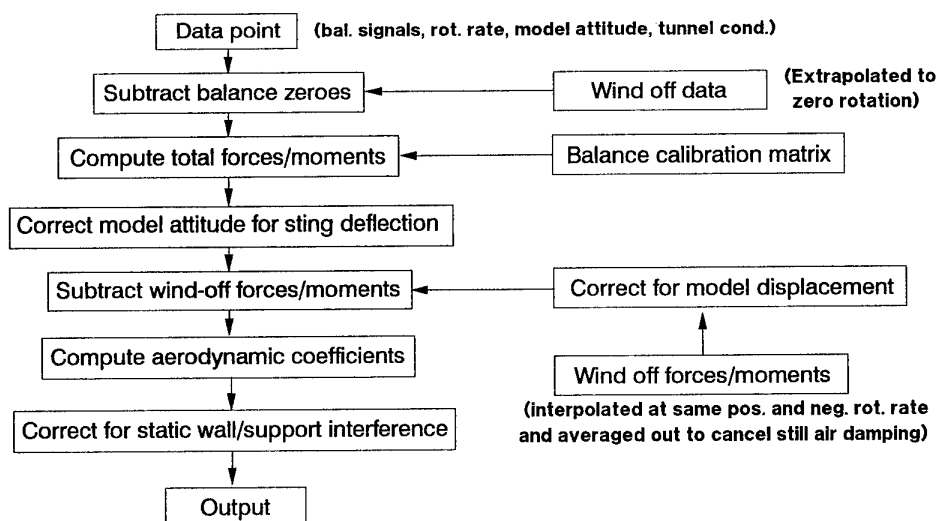 Data point
(bal. signals, rot. rate, model attitude, tunnel cond.)
Subtract balance zeroes
Wind off data
(Extrapolated to
zero rotation)
Compute total forces/moments
Balance calibration matrix
Correct model attitude for sting deflection
Subtract wind-off forces/moments
Correct for model displacement
Compute aerodynamic coefficients
Wind off forces/moments
(interpolated at same pos. and neg. rot. rate
and averaged out to cancel still air damping)
Correct for static wall/support interference
Output